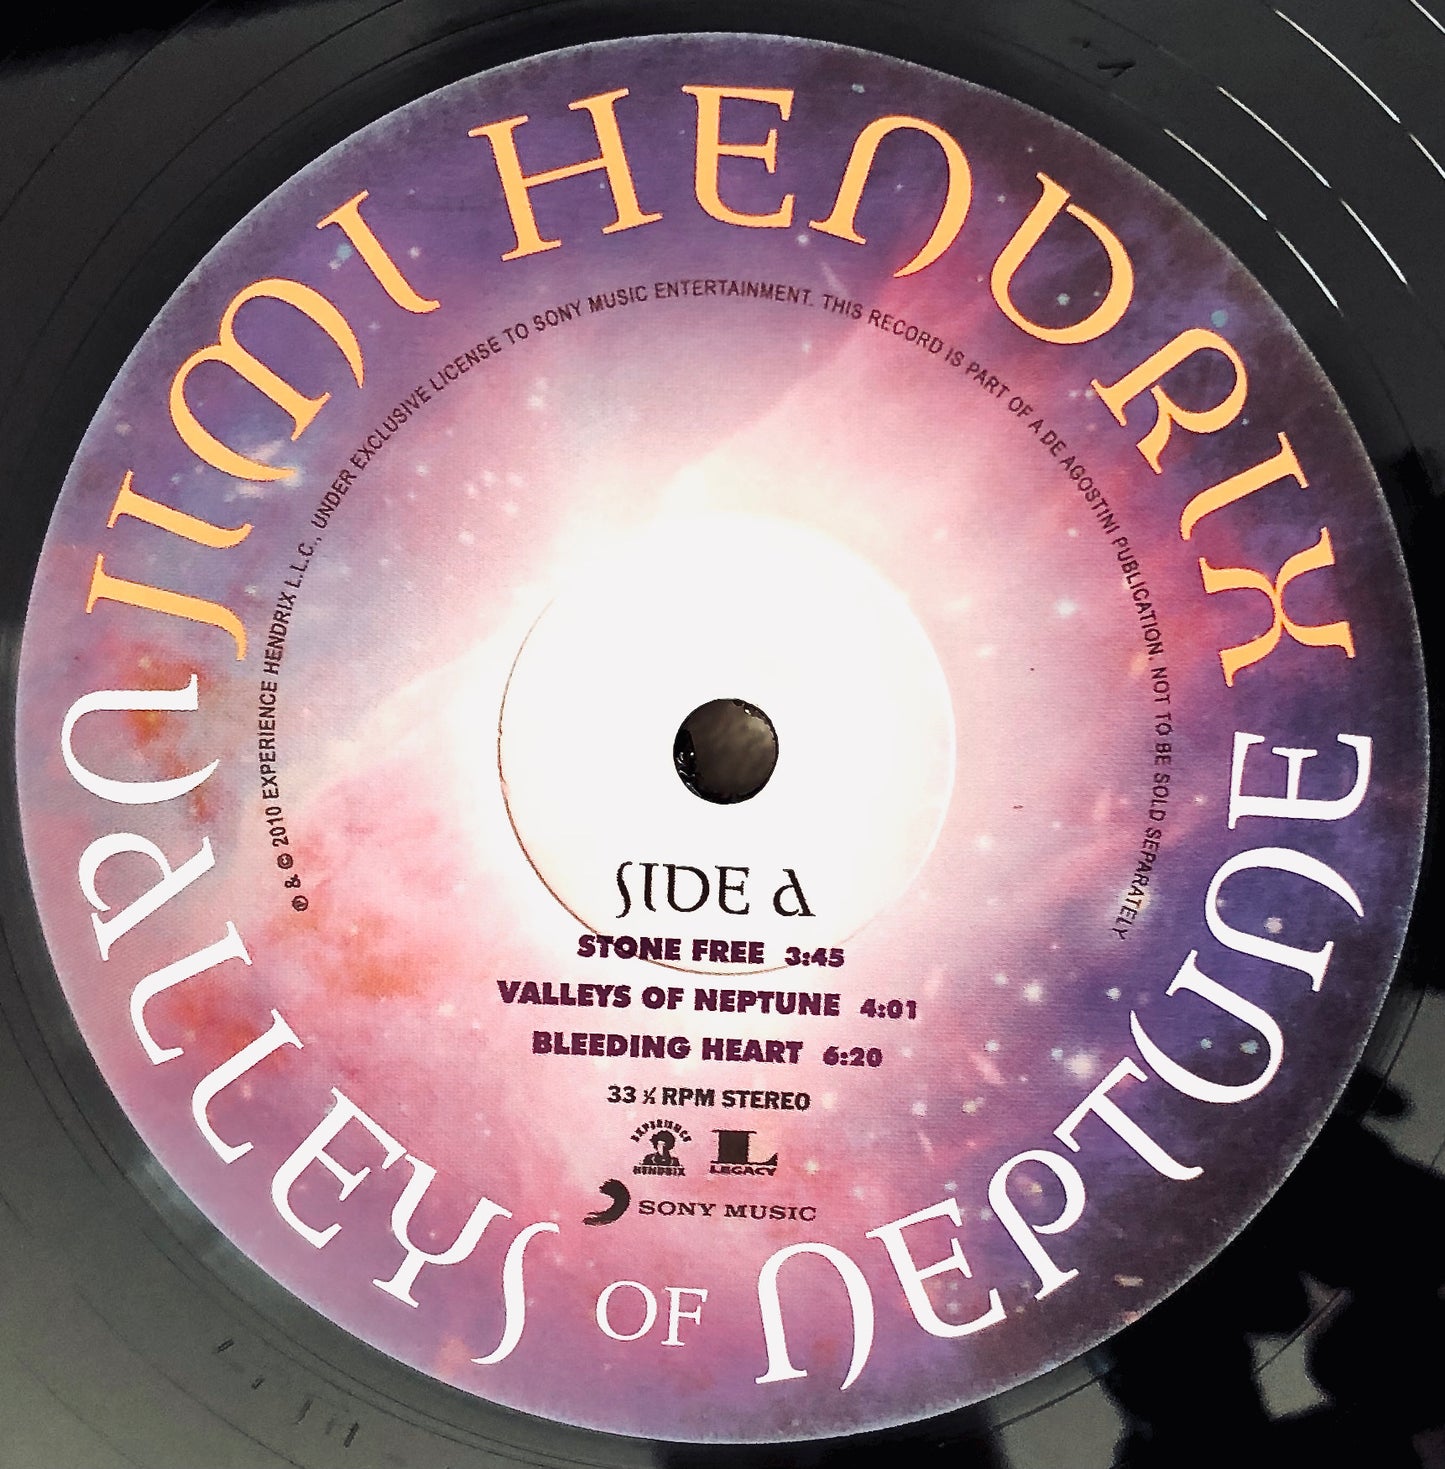 JIMI HENDRIX
℗ & © 2010 EXPERIENCE HENDRIX L.L.C., UNDER EXCLUSIVE LICENSE TO SONY MUSIC ENTERTAINMENT. THIS RECORD IS PART OF A DE AGOSTINI PUBLICATION. NOT TO BE SOLD SEPARATELY
SIDE A
STONE FREE 3:45
VALLEYS OF NEPTUNE 4:01
BLEEDING HEART 6:20
33 ⅓ RPM STEREO
EXPERIENCE
HENDRIX
L
LEGACY
SONY MUSIC
VALLEYS OF NEPTUNE